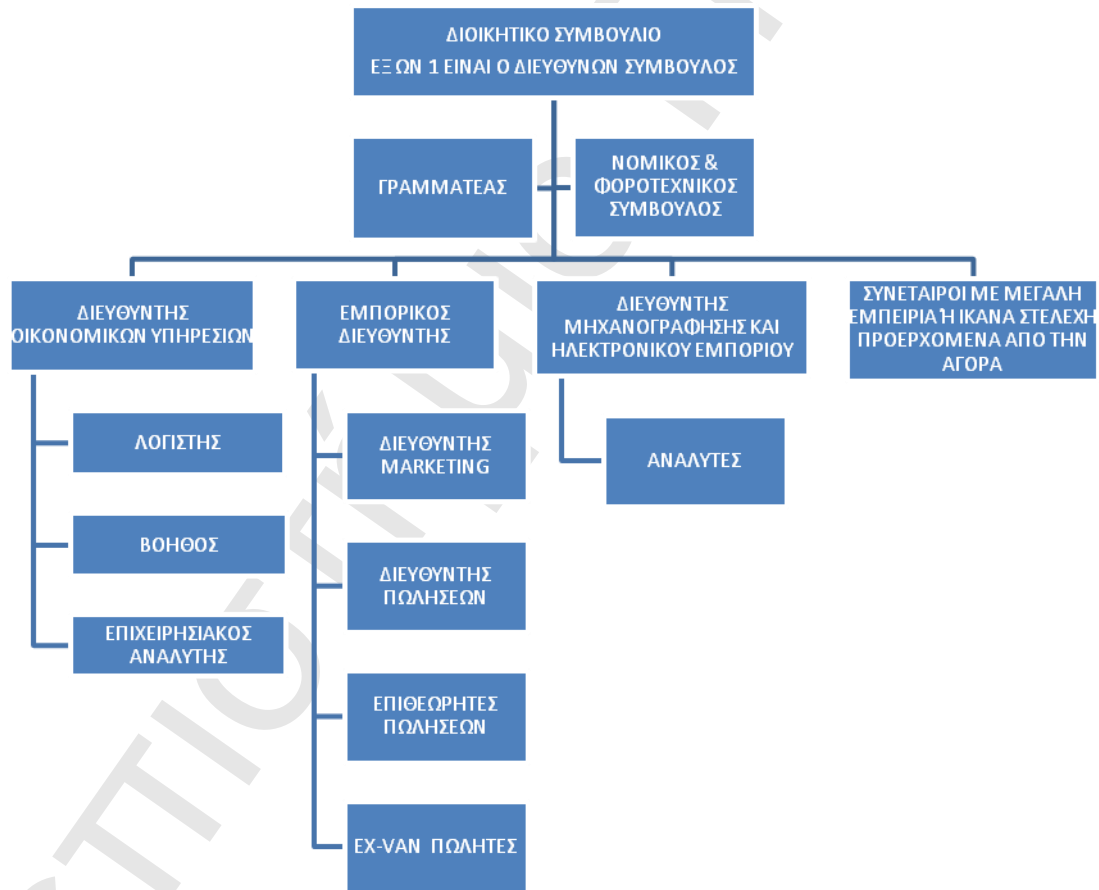 ΔΙΟΙΚΗΤΙΚΟ ΣΥΜΒΟΥΛΙΟ
ΕΞ ΩΝ 1 ΕΙΝΑΙ Ο ΔΙΕΥΘΥΝΩΝ ΣΥΜΒΟΥΛΟΣ
ΓΡΑΜΜΑΤΕΑΣ
ΝΟΜΙΚΟΣ &
ΦΟΡΟΤΕΧΝΙΚΟΣ
ΣΥΜΒΟΥΛΟΣ
ΔΙΕΥΘΥΝΤΗΣ
ΟΙΚΟΝΟΜΙΚΩΝ ΥΠΗΡΕΣΙΩΝ
ΛΟΓΙΣΤΗΣ
ΒΟΗΘΟΣ
ΕΠΙΧΕΙΡΗΣΙΑΚΟΣ
ΑΝΑΛΥΤΗΣ
ΕΜΠΟΡΙΚΟΣ
ΔΙΕΥΘΥΝΤΗΣ
ΔΙΕΥΘΥΝΤΗΣ
MARKETING
ΔΙΕΥΘΥΝΤΗΣ
ΠΩΛΗΣΕΩΝ
ΕΠΙΘΕΩΡΗΤΕΣ
ΠΩΛΗΣΕΩΝ
EX-VAN ΠΩΛΗΤΕΣ
ΔΙΕΥΘΥΝΤΗΣ
ΜΗΧΑΝΟΓΡΑΦΗΣΗΣ ΚΑΙ
ΗΛΕΚΤΡΟΝΙΚΟΥ ΕΜΠΟΡΙΟΥ
ΑΝΑΛΥΤΕΣ
ΣΥΝΕΤΑΙΡΟΙ ΜΕ ΜΕΓΑΛΗ
ΕΜΠΕΙΡΙΑ Ή ΙΚΑΝΑ ΣΤΕΛΕΧΗ
ΠΡΟΕΡΧΟΜΕΝΑ ΑΠΟ ΤΗΝ
ΑΓΟΡΑ